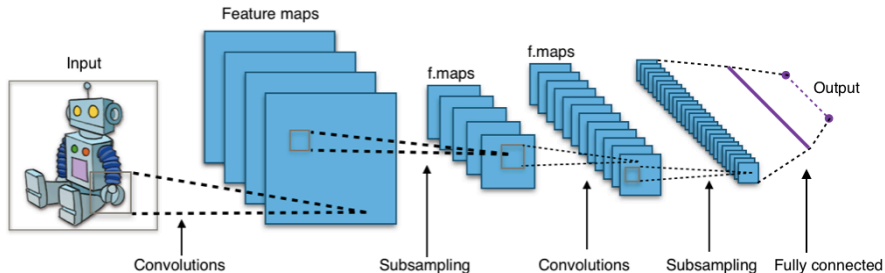 Feature maps
Input
f.maps
f.maps
Output
Convolutions
Subsampling
Convolutions
Subsampling
Fully connected